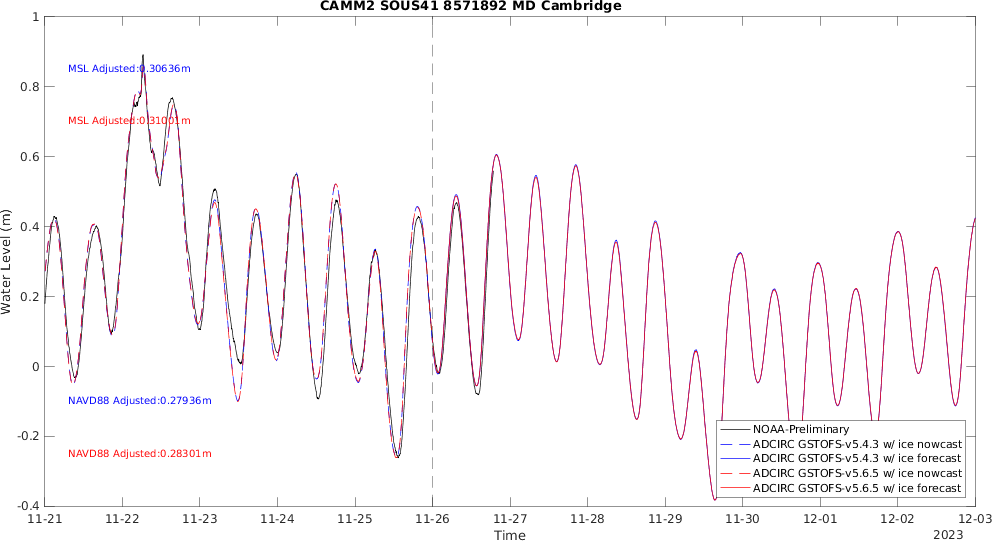 CAMM2 SOUS41 8571892 MD Cambridge
1
0.8
0.6
0.4
0.2
0
-0.2
-0.4
Water Level (m)
MSL Adjusted:0.30636m
MSL Adjusted:0.31001m
NAVD88 Adjusted:0.27936m
NAVD88 Adjusted:0.28301m
NOAA-Preliminary
ADCIRC GSTOFS-v5.4.3 w/ ice nowcast
ADCIRC GSTOFS-v5.4.3 w/ ice forecast
ADCIRC GSTOFS-v5.6.5 w/ ice nowcast
ADCIRC GSTOFS-v5.6.5 w/ ice forecast
11-21 11-22 11-23 11-24 11-25 11-26 11-27 11-28 11-29 11-30 12-01 12-02 12-03
Time
2023